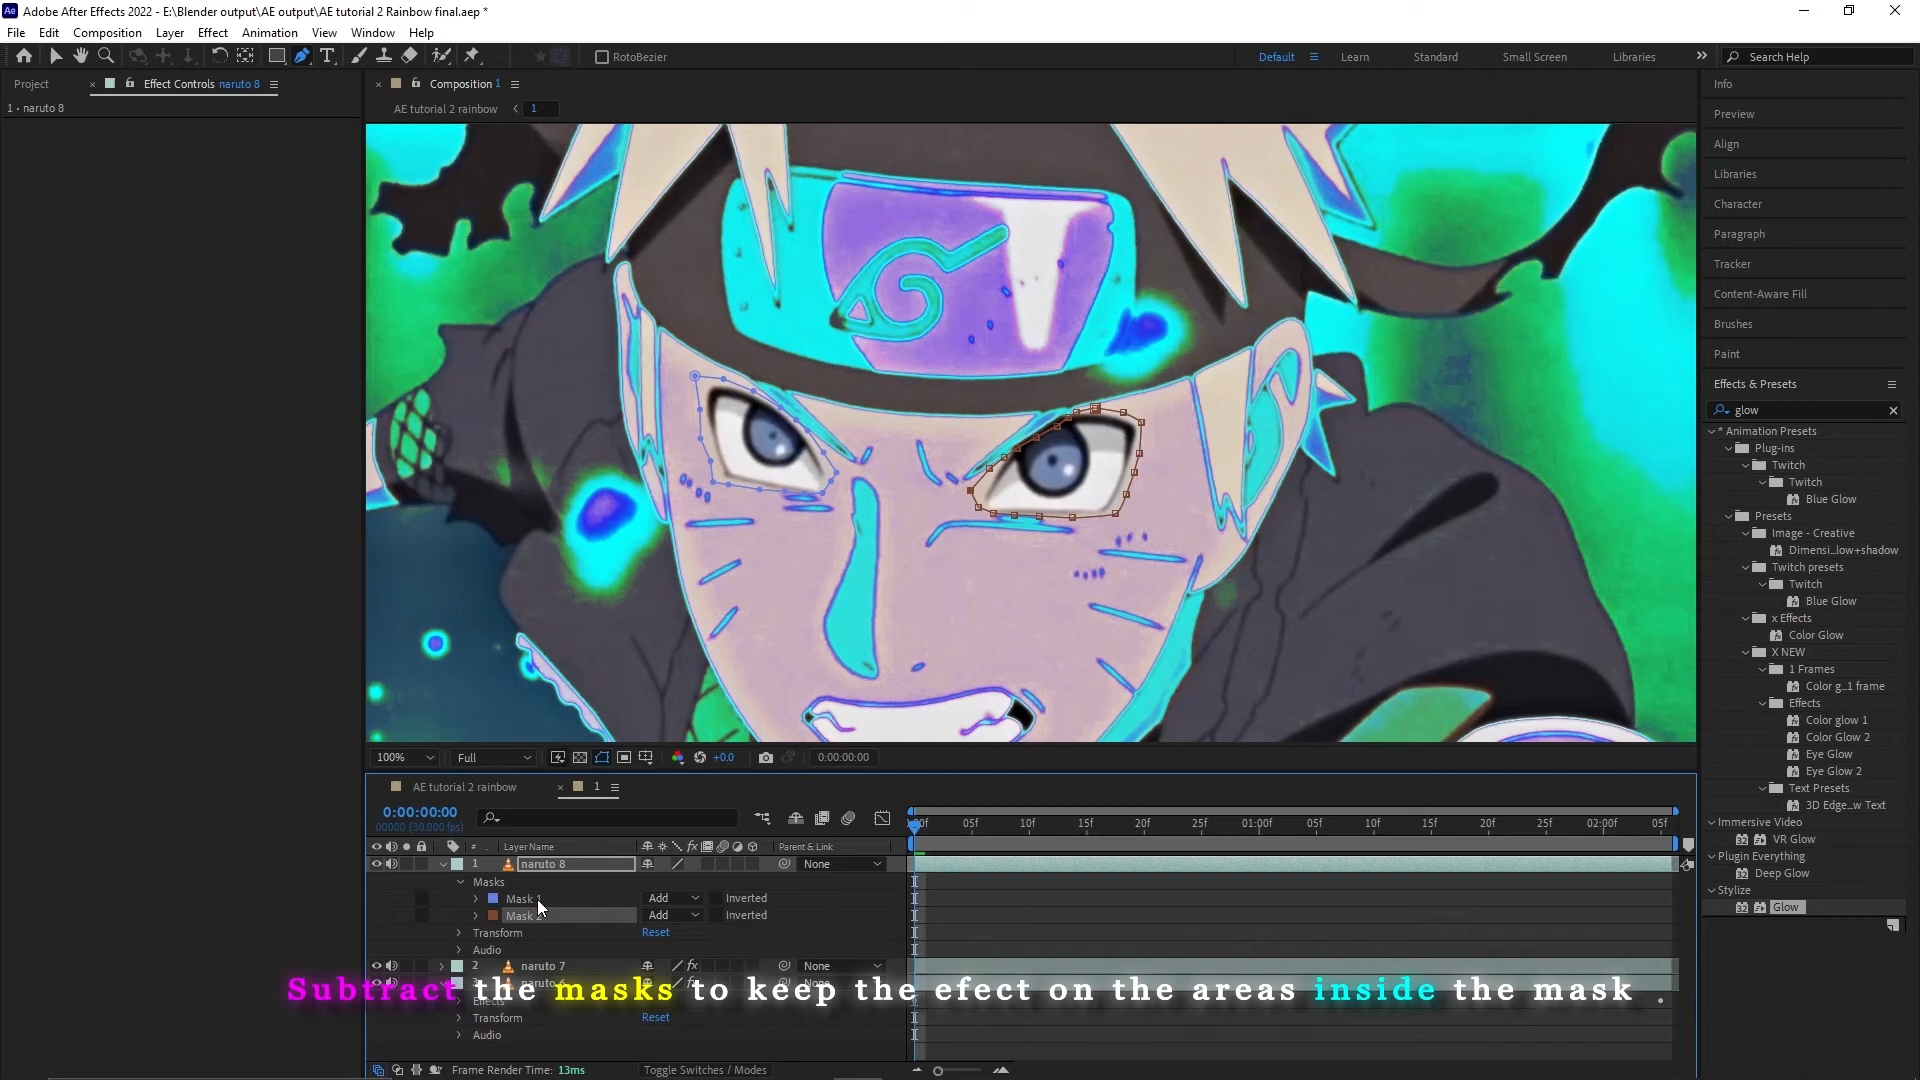 Adobe After Effects 2022 - E:\Blender output\AE output\AE tutorial 2 Rainbow final.aep *
File Edit Composition Layer Effect Animation View Window Help
RotoBezier
Default Learn Standard Small Screen Libraries
Search Help
Project
Effect Controls naruto 8
1 - naruto 8
Composition 1
AE tutorial 2 rainbow
1
100%
Full
+0.0
0:00:00:00
Info
Preview
Align
Libraries
Character
Paragraph
Tracker
Content-Aware Fill
Brushes
Paint
Effects & Presets
glow
* Animation Presets
Plug-ins
Twitch
Twitch
Blue Glow
Presets
Image - Creative
Dimensi...low+shadow
Twitch presets
Twitch
Blue Glow
x Effects
Color Glow
X NEW
1 Frames
Color g...1 frame
Effects
Color glow 1
Color Glow 2
Eye Glow
Eye Glow 2
Text Presets
3D Edge...w Text
Immersive Video
VR Glow
Plugin Everything
Deep Glow
Stylize
Glow
AE tutorial 2 rainbow
1
0:00:00:00
00000 (30.000 fps)
05f 10f 15f 20f 25f 01:00f 05f 10f 15f 20f 25f 02:00f 05f
# Layer Name
Parent & Link
1 naruto 8 None
Masks
Mask 1 Add Inverted
Mask 2 Add Inverted
Transform Reset
Audio
2 naruto 7 None
Subtract the masks to keep the efect on the areas inside the mask .
Transform Reset
Audio
Frame Render Time: 13ms
Toggle Switches / Modes